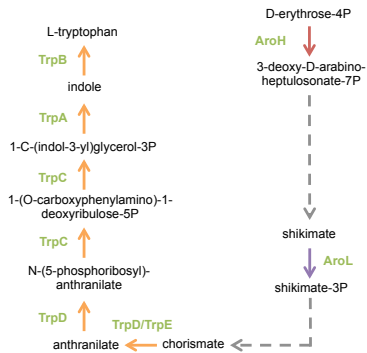 D-erythrose-4P
AroH
3-deoxy-D-arabino-
heptulosonate-7P
shikimate
AroL
shikimate-3P
chorismate
TrpD/TrpE
anthranilate
TrpD
N-(5-phosphoribosyl)-
anthranilate
TrpC
1-(O-carboxyphenylamino)-1-
deoxyribulose-5P
TrpC
1-C-(indol-3-yl)glycerol-3P
TrpA
indole
TrpB
L-tryptophan